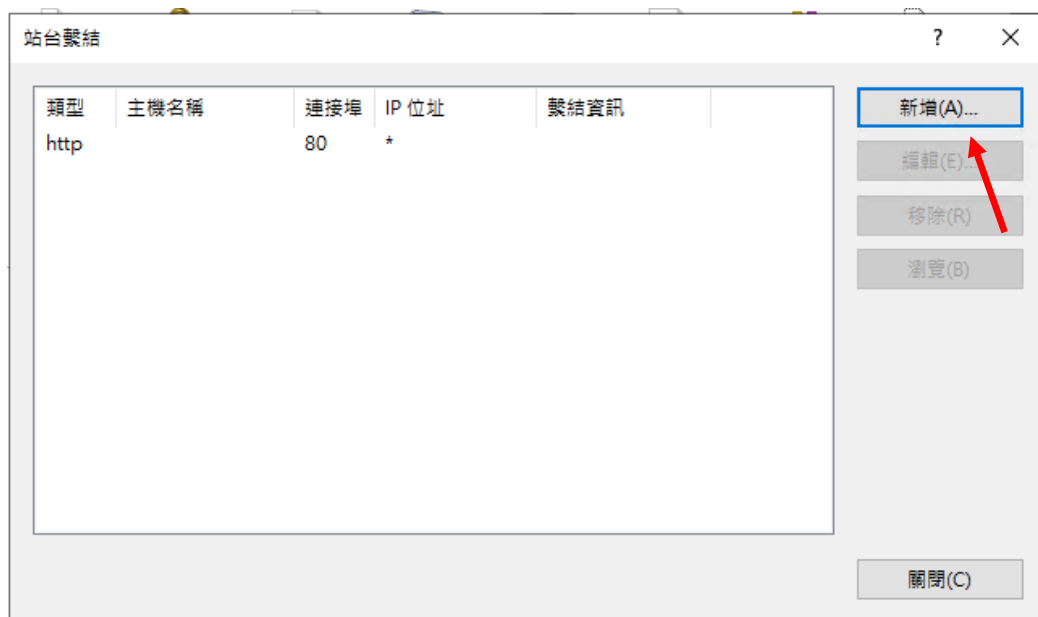 站台繫結 ?
類型 主機名稱 連接埠 IP 位址 繫結資訊
http 80 *
新增(A)...
編輯(E)...
移除(R)
瀏覽(B)
關閉(C)